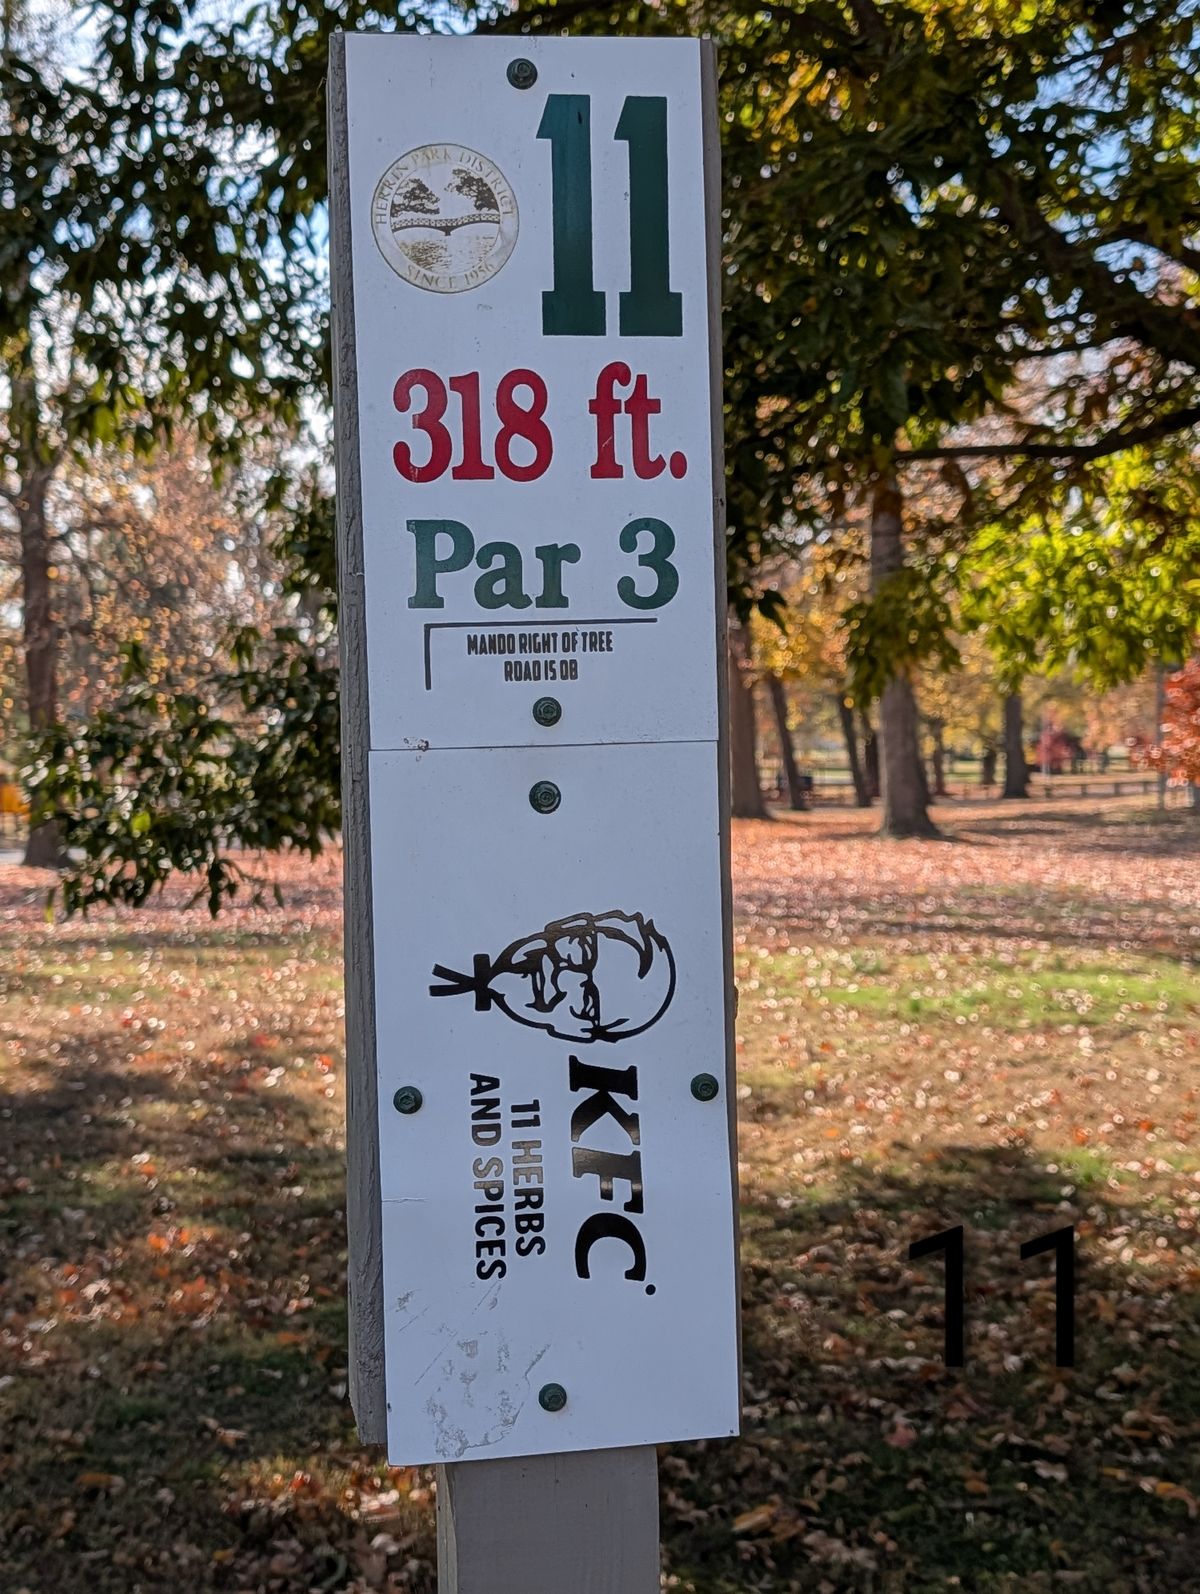 11
HERRIN PARK DISTRICT
SINCE 1956
318 ft.
Par 3
MANDO RIGHT OF TREE
ROAD IS OB
KFC
11 HERBS
AND SPICES
11